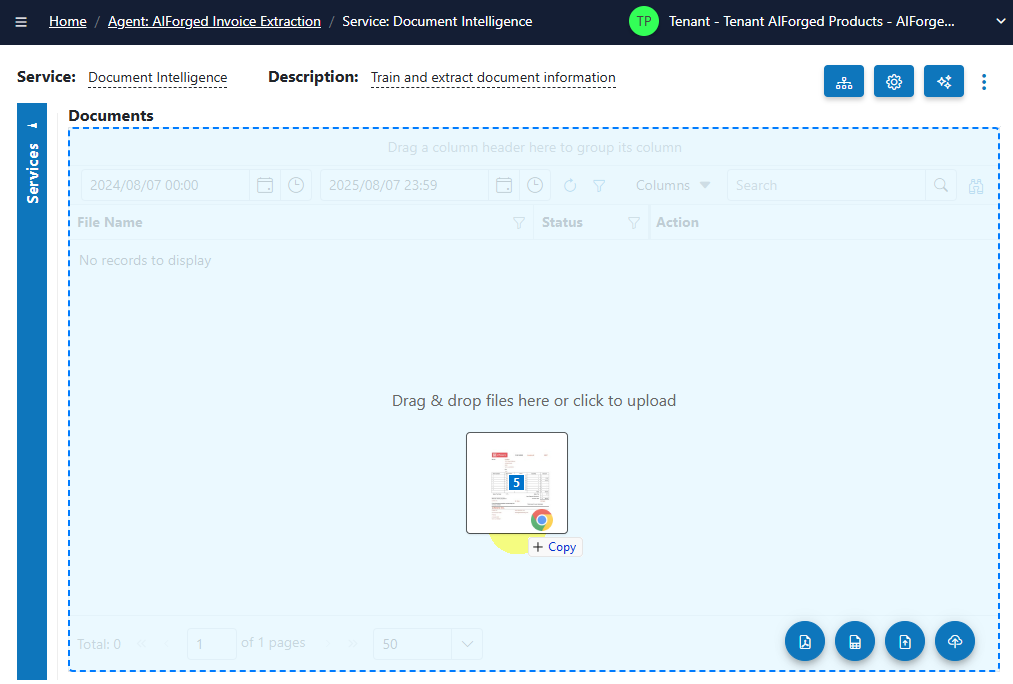 Home / Agent: AIForged Invoice Extraction / Service: Document Intelligence
TP Tenant - Tenant AIForged Products - AIForge...
Service: Document Intelligence Description: Train and extract document information
Services
Documents
Drag a column header here to group its column
2024/08/07 00:00 2025/08/07 23:59 Columns Search
File Name Status Action
No records to display
Drag & drop files here or click to upload
5
+ Copy
Total: 0 1 of 1 pages 50